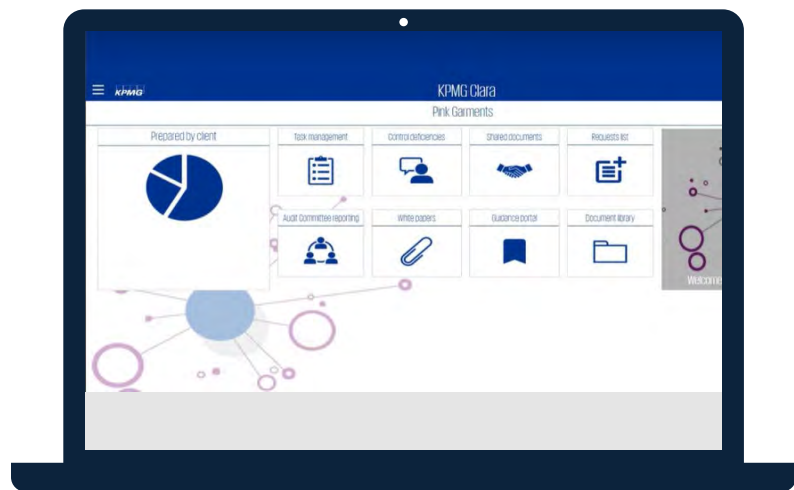 KPMG
KPMG Clara
Pink Garments
Prepared by client
Task management
Control deficiencies
Shared documents
Requests list
Audit Committee reporting
White papers
Guidance portal
Document library
Welcome